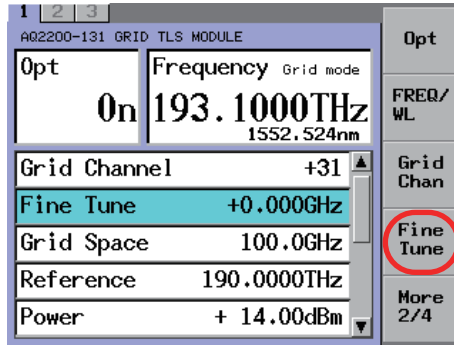 1 2 3
AQ2200-131 GRID TLS MODULE
Opt
On
Frequency Grid mode
193.1000THz
1552.524nm
Grid Channel +31
Fine Tune +0.000GHz
Grid Space 100.0GHz
Reference 190.0000THz
Power + 14.00dBm
Opt
FREQ/
WL
Grid
Chan
Fine
Tune
More
2/4